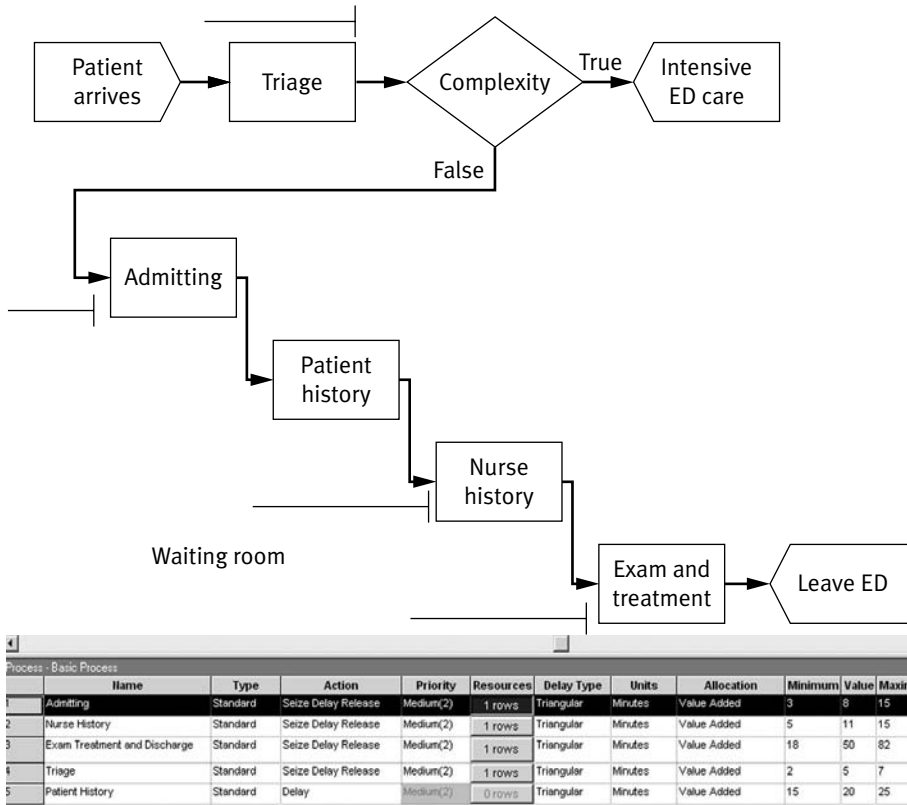 Patient
arrives
Triage
Complexity
True
Intensive
ED care
False
Admitting
Patient
history
Nurse
history
Waiting room
Exam and
treatment
Leave ED
Process - Basic Process
Name Type Action Priority Resources Delay Type Units Allocation Minimum Value Maxim
1 Admitting Standard Seize Delay Release Medium(2) 1 rows Triangular Minutes Value Added 3 8 15
2 Nurse History Standard Seize Delay Release Medium(2) 1 rows Triangular Minutes Value Added 5 11 15
3 Exam Treatment and Discharge Standard Seize Delay Release Medium(2) 1 rows Triangular Minutes Value Added 18 50 82
4 Triage Standard Seize Delay Release Medium(2) 1 rows Triangular Minutes Value Added 2 5 7
5 Patient History Standard Delay Medium(2) 0 rows Triangular Minutes Value Added 15 20 25